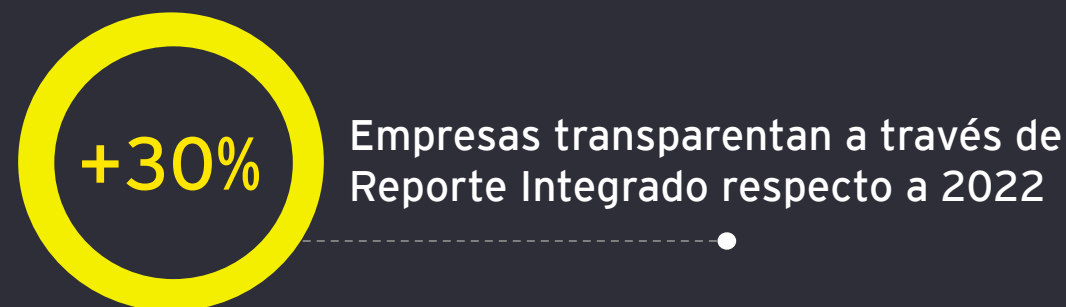 +30%
Empresas transparentan a través de
Reporte Integrado respecto a 2022